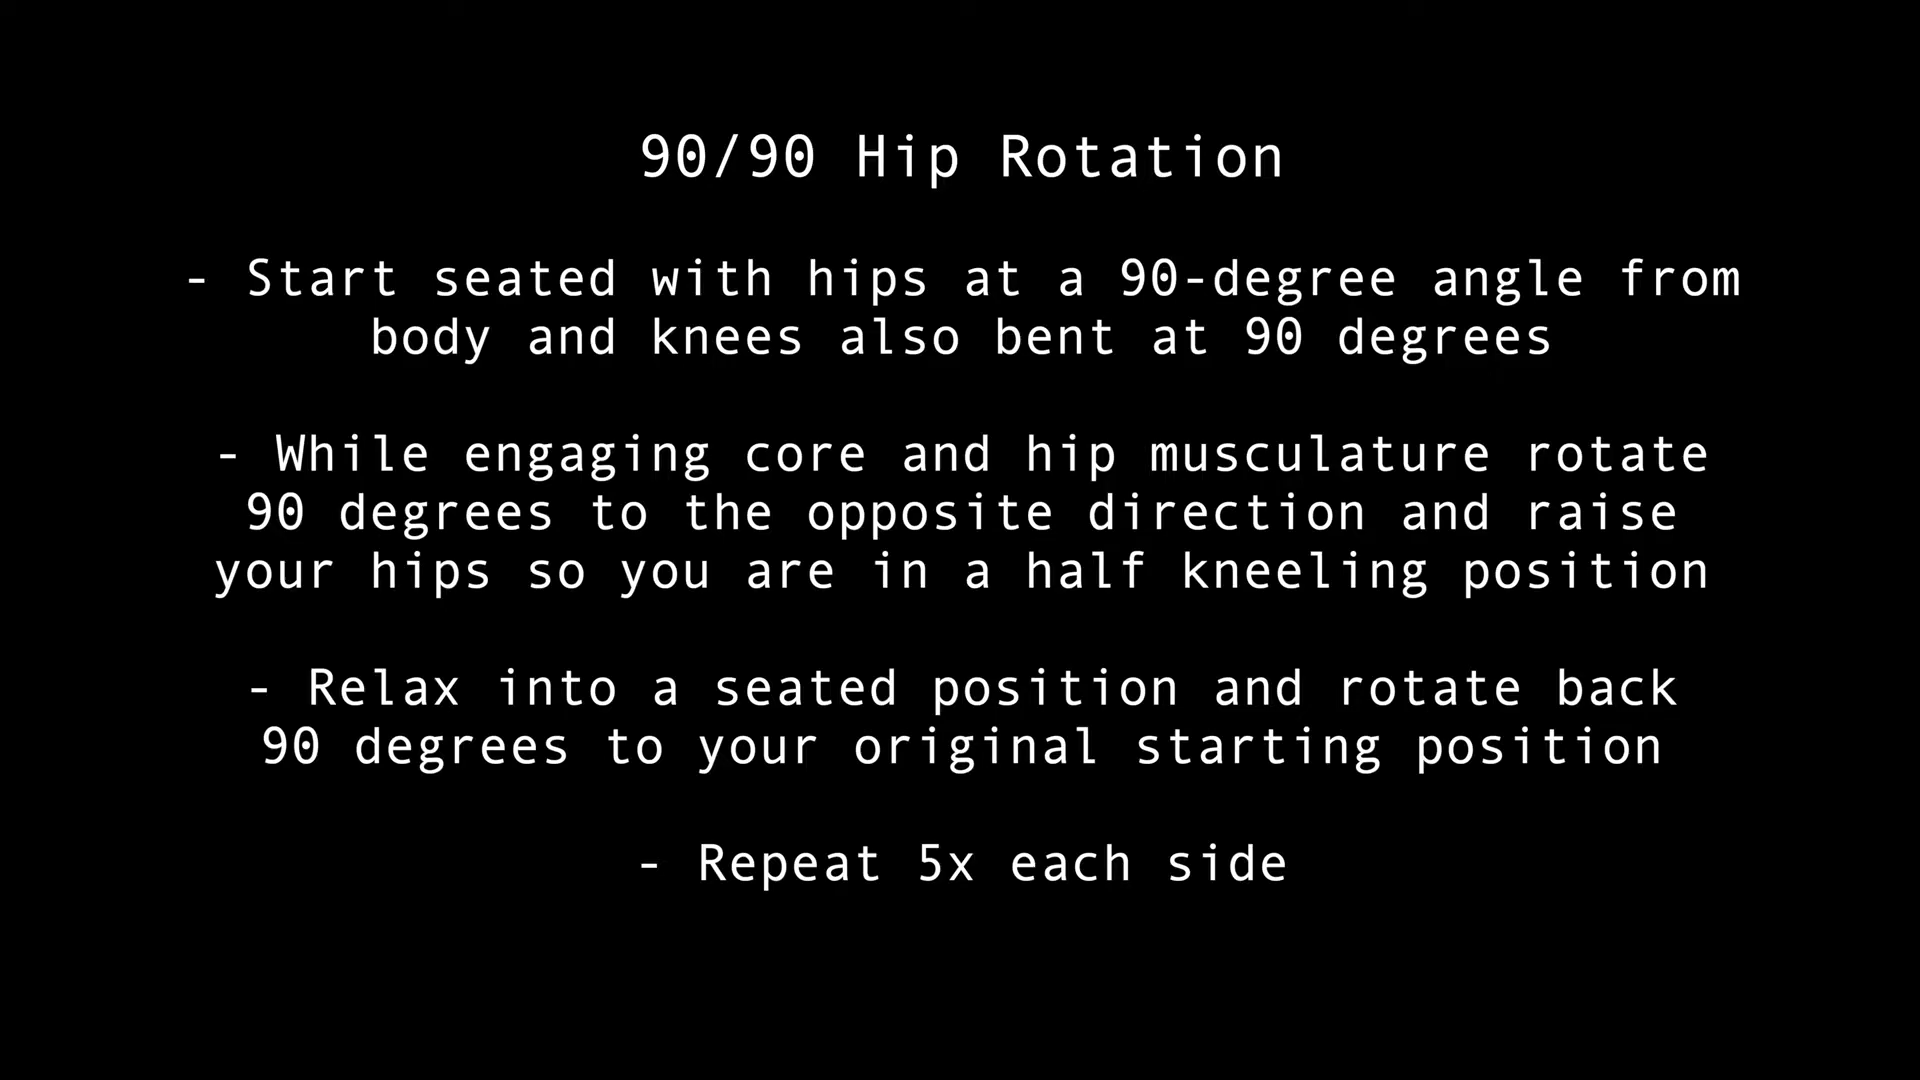 90/90 Hip Rotation
- Start seated with hips at a 90-degree angle from
body and knees also bent at 90 degrees
- While engaging core and hip musculature rotate
90 degrees to the opposite direction and raise
your hips so you are in a half kneeling position
- Relax into a seated position and rotate back
90 degrees to your original starting position
- Repeat 5x each side